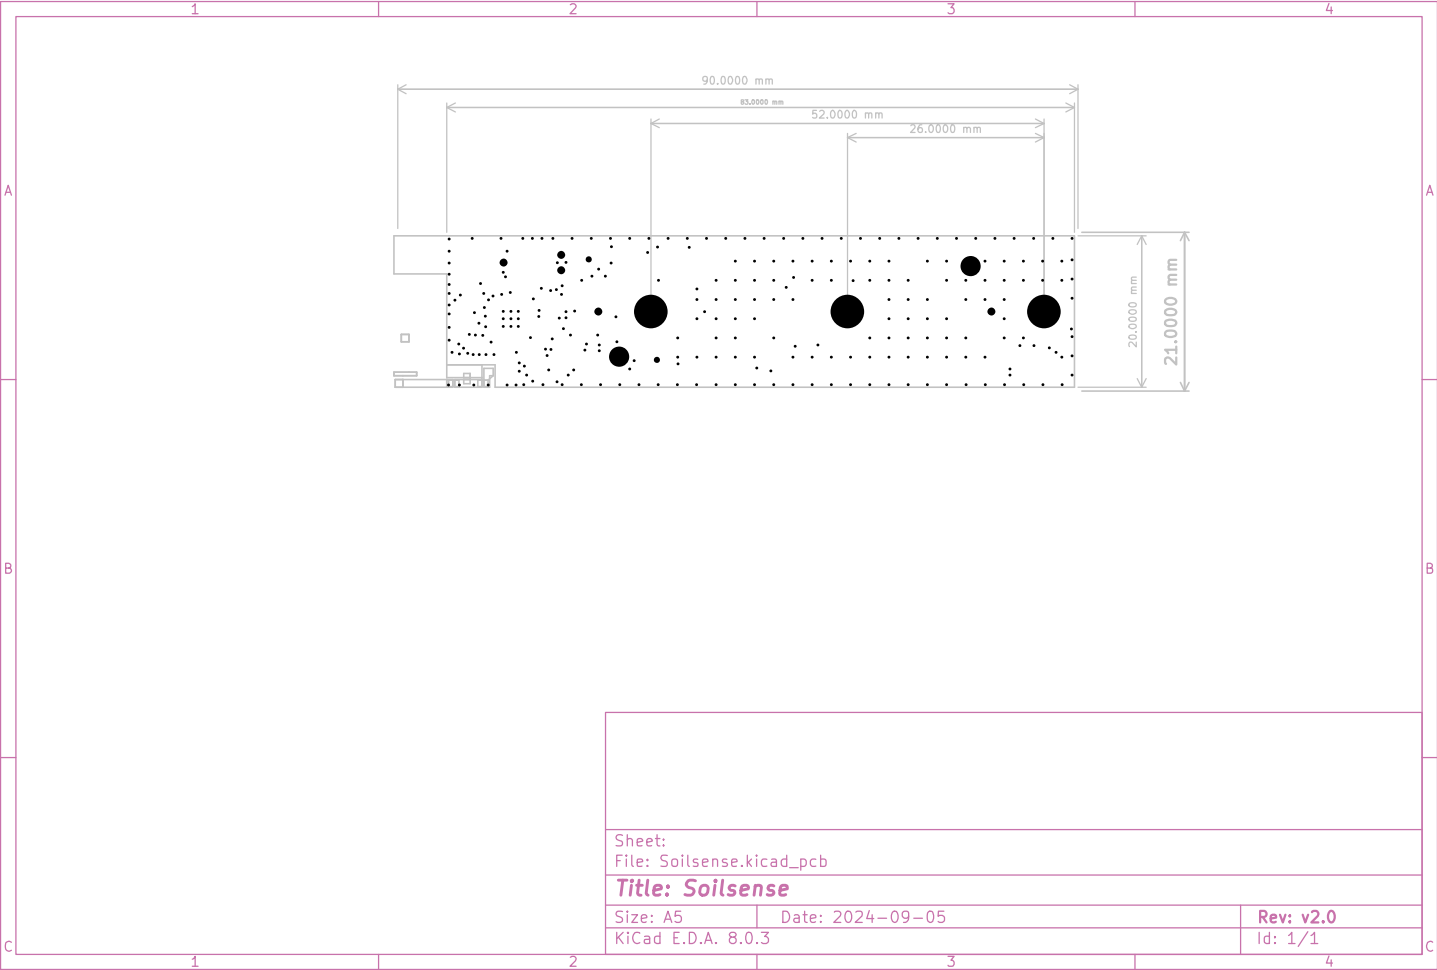 1 2 3 4
90.0000 mm
83.0000 mm
52.0000 mm
26.0000 mm
A A
20.0000 mm
21.0000 mm
B B
Sheet:
File: Soilsense.kicad_pcb
Title: Soilsense
Size: A5 Date: 2024-09-05 Rev: v2.0
KiCad E.D.A. 8.0.3 Id: 1/1
C C
1 2 3 4